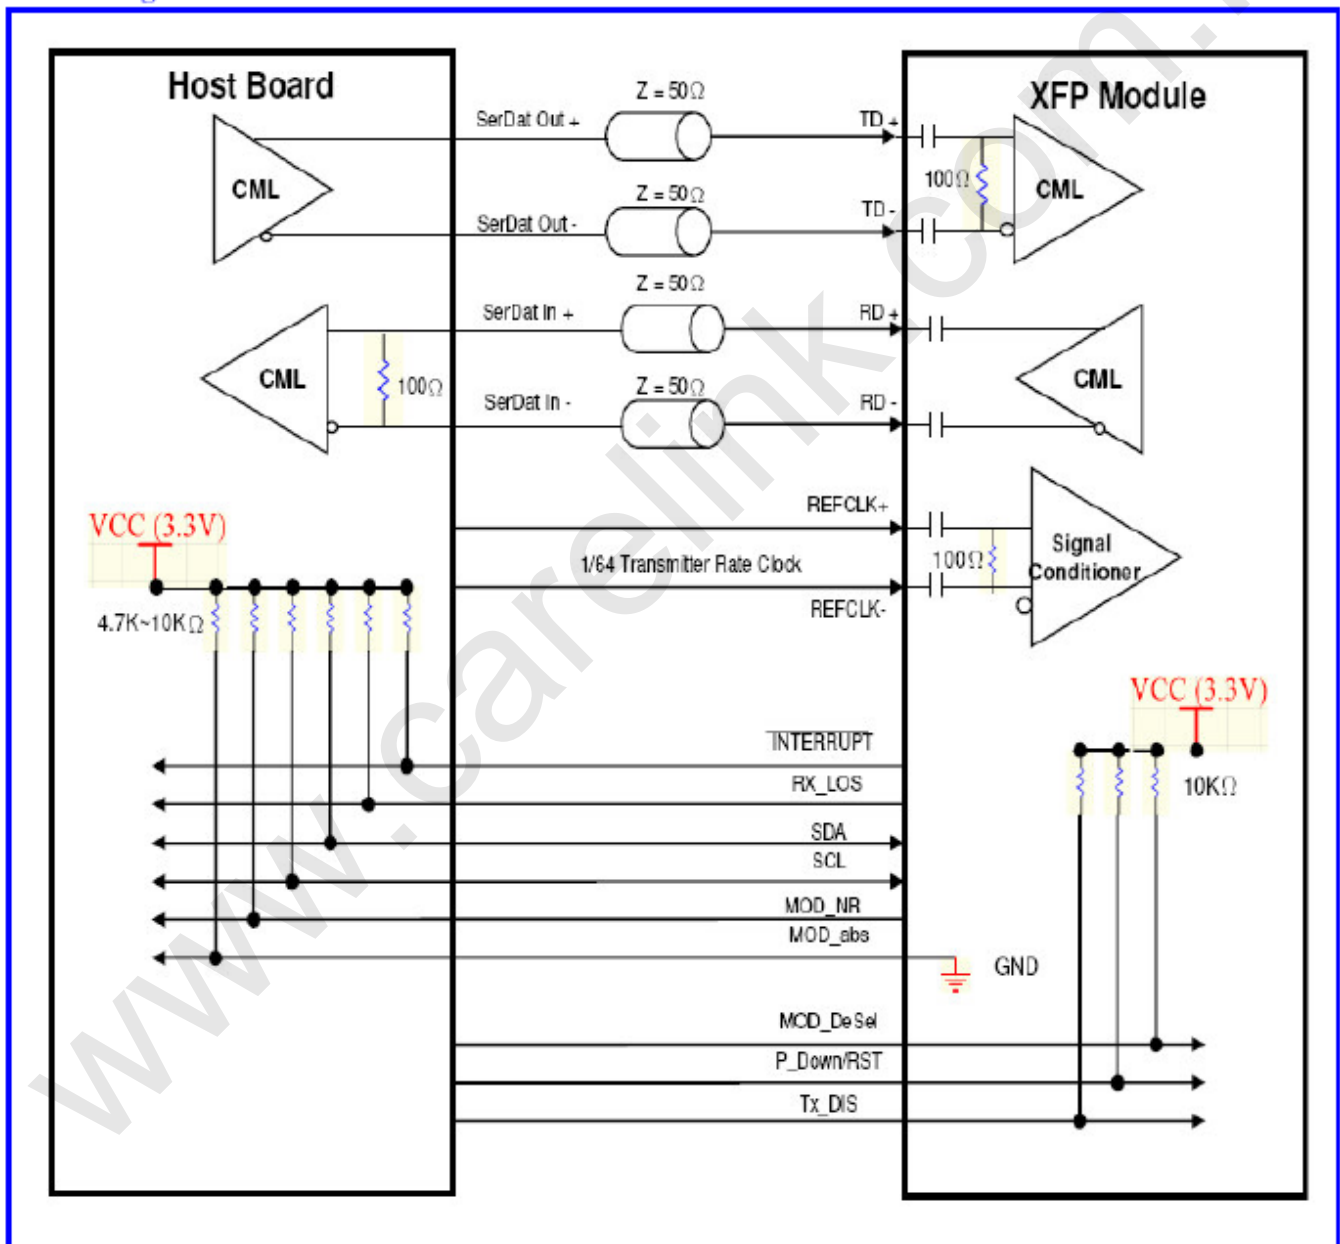 Host Board
XFP Module
Z = 50Ω
SerDat Out +
TD +
CML
100Ω
CML
Z = 50Ω
SerDat Out -
TD -
Z = 50Ω
SerDat In +
RD +
CML
100Ω
Z = 50Ω
CML
SerDat In -
RD -
REFCLK+
VCC (3.3V)
1/64 Transmitter Rate Clock
100Ω
Signal
Conditioner
REFCLK-
4.7K~10KΩ
VCC (3.3V)
INTERRUPT
RX_LOS
10KΩ
SDA
SCL
MOD_NR
MOD_abs
GND
MOD_DeSel
P_Down/RST
Tx_DIS
www.carelink.com.